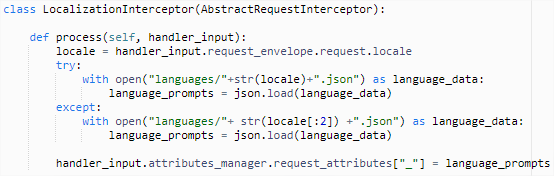 class LocalizationInterceptor(AbstractRequestInterceptor):
def process(self, handler_input):
locale = handler_input.request_envelope.request.locale
try:
with open("languages/"+str(locale)+".json") as language_data:
language_prompts = json.load(language_data)
except:
with open("languages/"+ str(locale[:2]) +".json") as language_data:
language_prompts = json.load(language_data)
handler_input.attributes_manager.request_attributes["_"] = language_prompts